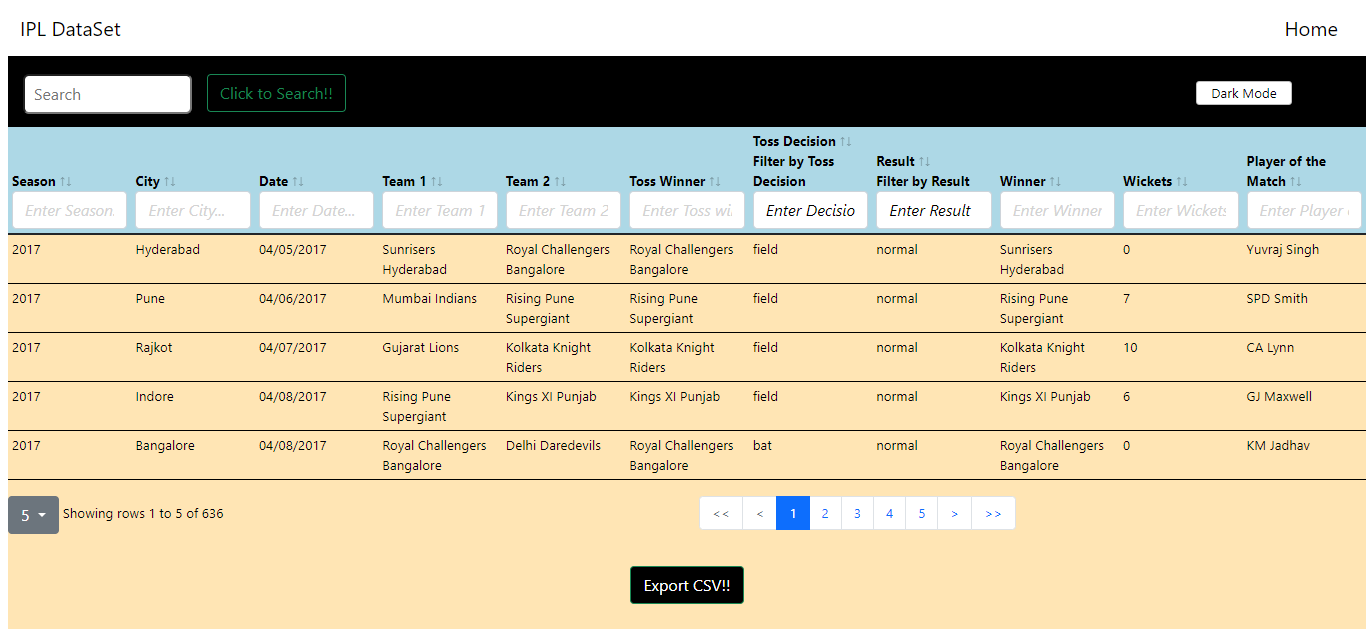 IPL DataSet Home
Search Click to Search!! Dark Mode
Season ↑↓ City ↑↓ Date ↑↓ Team 1 ↑↓ Team 2 ↑↓ Toss Winner ↑↓ Toss Decision ↑↓ Filter by Toss Decision Result ↑↓ Filter by Result Winner ↑↓ Wickets ↑↓ Player of the Match ↑↓
Enter Season Enter City... Enter Date... Enter Team 1 Enter Team 2 Enter Toss wi Enter Decisio Enter Result Enter Winner Enter Wickets Enter Player
2017 Hyderabad 04/05/2017 Sunrisers Hyderabad Royal Challengers Bangalore Royal Challengers Bangalore field normal Sunrisers Hyderabad 0 Yuvraj Singh
2017 Pune 04/06/2017 Mumbai Indians Rising Pune Supergiant Rising Pune Supergiant field normal Rising Pune Supergiant 7 SPD Smith
2017 Rajkot 04/07/2017 Gujarat Lions Kolkata Knight Riders Kolkata Knight Riders field normal Kolkata Knight Riders 10 CA Lynn
2017 Indore 04/08/2017 Rising Pune Supergiant Kings XI Punjab Kings XI Punjab field normal Kings XI Punjab 6 GJ Maxwell
2017 Bangalore 04/08/2017 Royal Challengers Bangalore Delhi Daredevils Royal Challengers Bangalore bat normal Royal Challengers Bangalore 0 KM Jadhav
5 Showing rows 1 to 5 of 636 << < 1 2 3 4 5 > >>
Export CSV!!